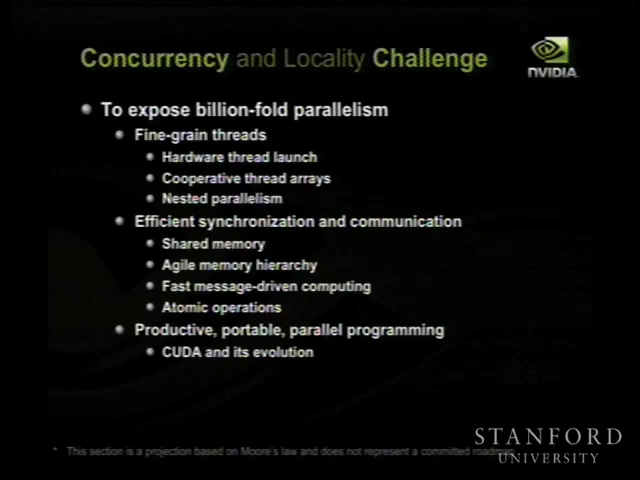 Concurrency and Locality Challenge
NVIDIA
To expose billion-fold parallelism
Fine-grain threads
Hardware thread launch
Cooperative thread arrays
Nested parallelism
Efficient synchronization and communication
Shared memory
Agile memory hierarchy
Fast message-driven computing
Atomic operations
Productive, portable, parallel programming
CUDA and its evolution
STANFORD
UNIVERSITY
* This section is a projection based on Moore's law and does not represent a committed roadmap